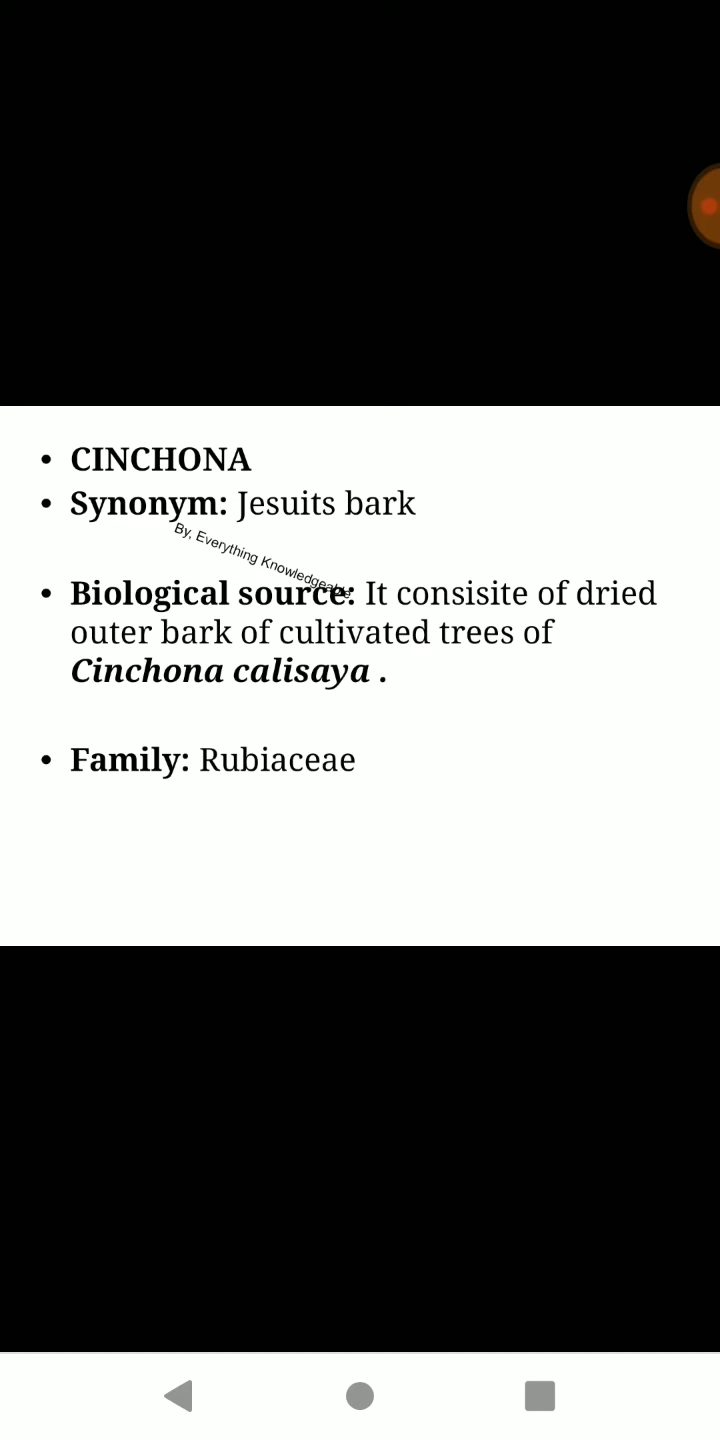 • CINCHONA
• Synonym: Jesuits bark
By, Everything Knowledgeable
• Biological source: It consisite of dried
outer bark of cultivated trees of
Cinchona calisaya .
• Family: Rubiaceae